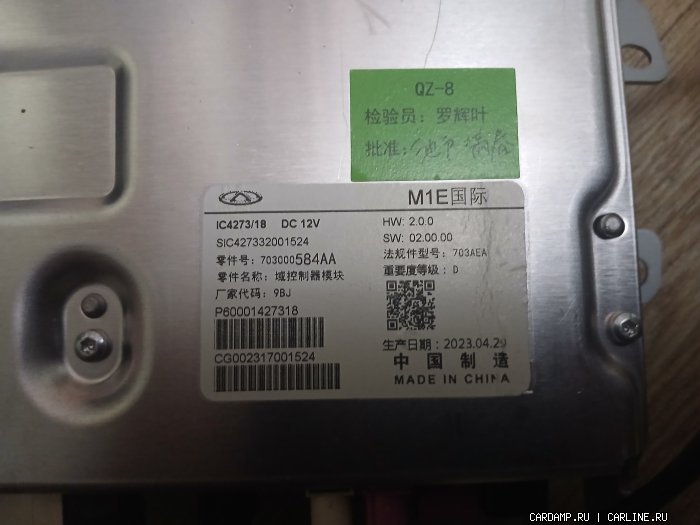 QZ-8
检验员：罗辉叶
批准：
M1E国际
IC4273/18 DC 12V
HW: 2.0.0
SIC427332001524
SW: 02.00.00
零件号：703000584AA
法规件型号：703AEA
零件名称：域控制器模块
重要度等级：D
厂家代码：9BJ
P60001427318
生产日期：2023.04.29
CG002317001524
中国制造
MADE IN CHINA
CARDAMP.RU | CARLINE.RU